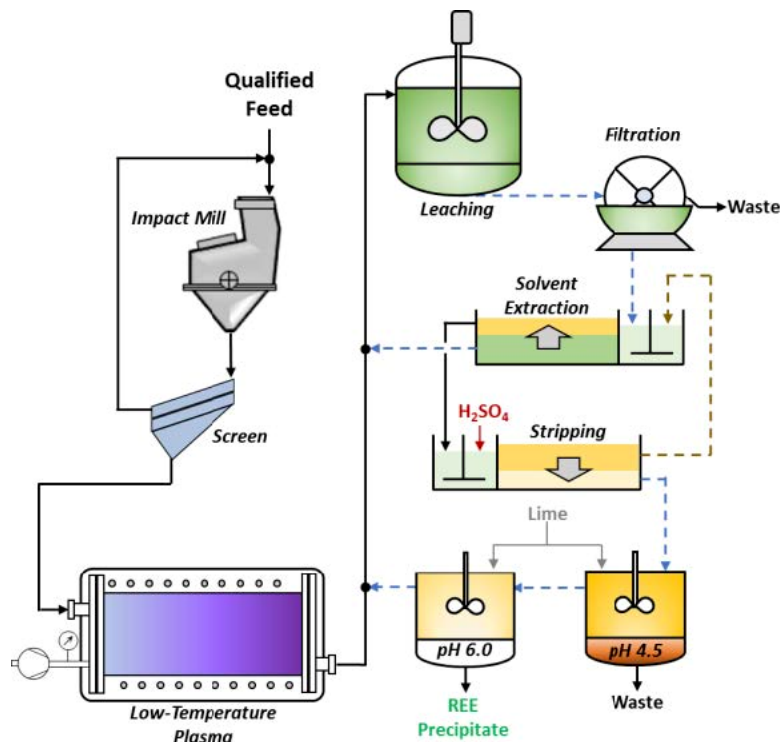 Qualified
Feed
Impact Mill
Screen
Low-Temperature
Plasma
Leaching
Filtration
Waste
Solvent
Extraction
H₂SO₄
Stripping
Lime
pH 6.0
pH 4.5
REE
Precipitate
Waste